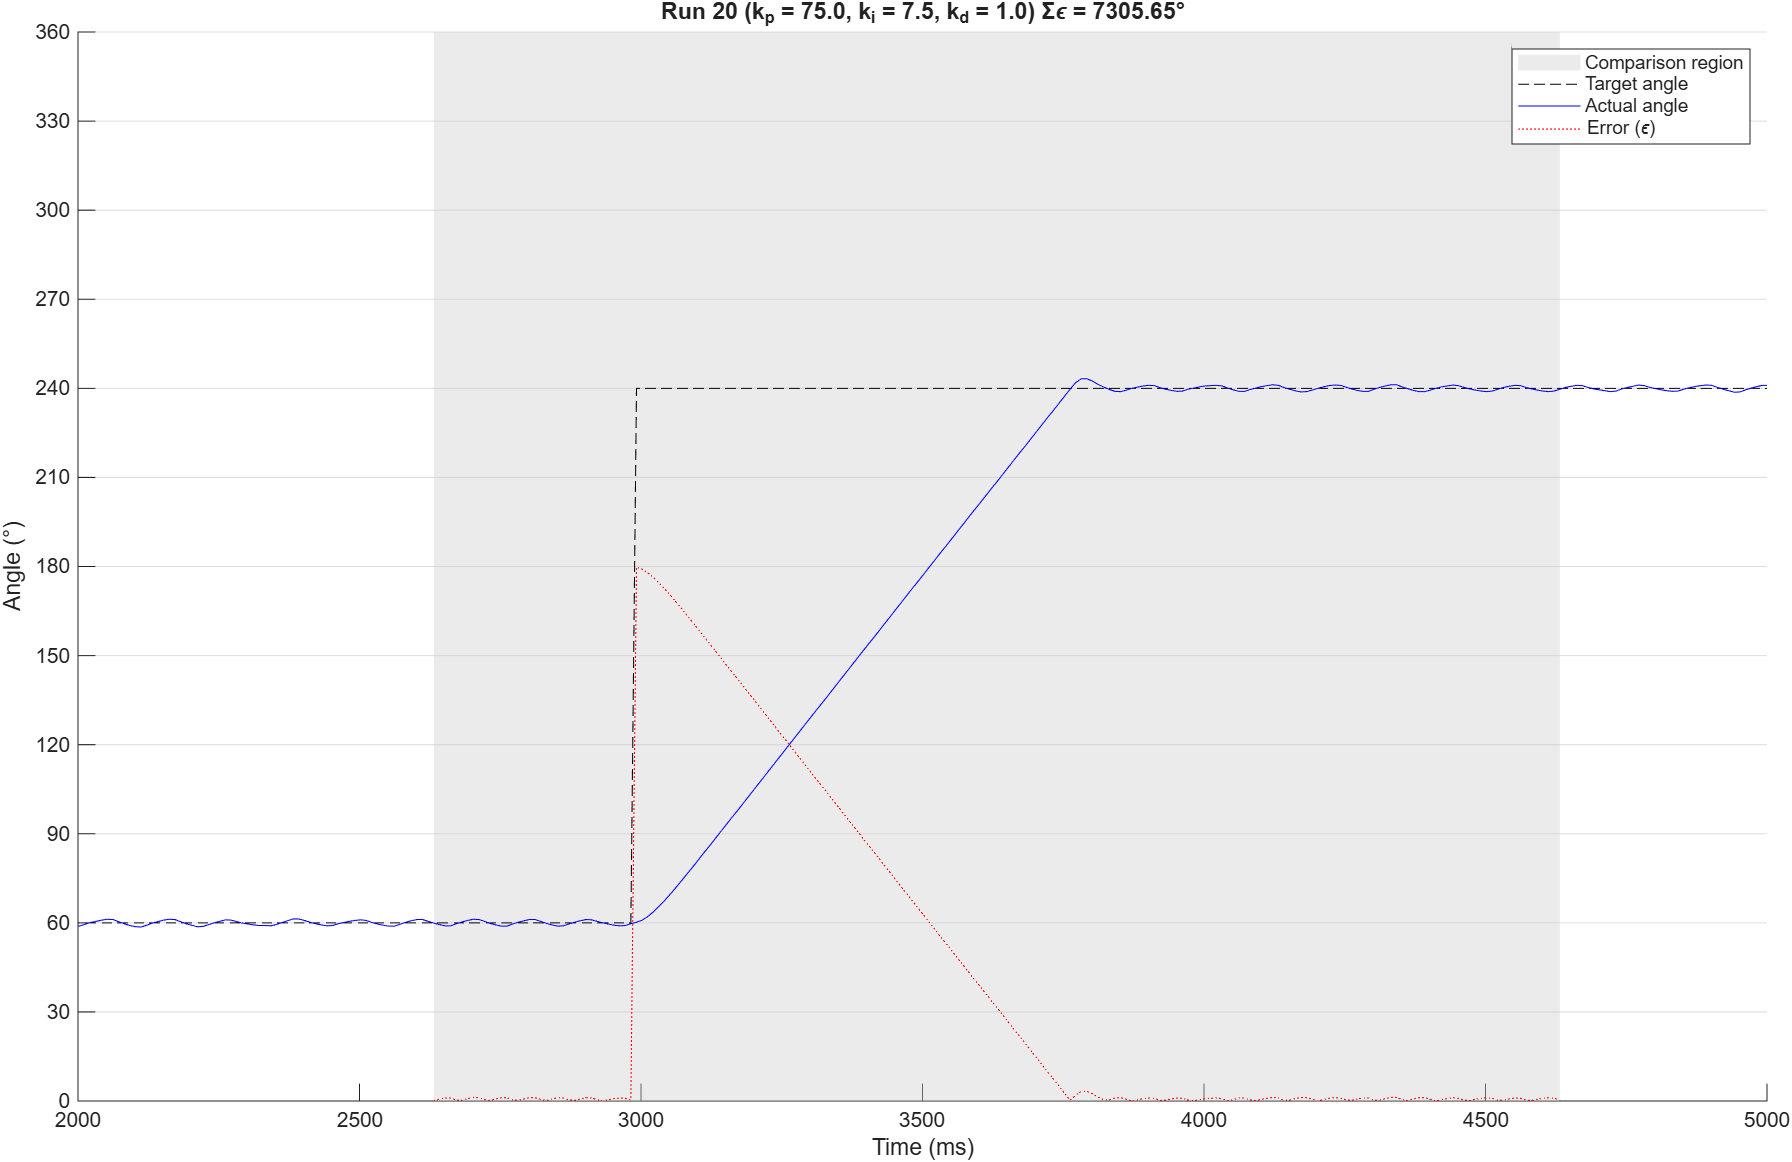 Run 20 (kp = 75.0, ki = 7.5, kd = 1.0) Σϵ = 7305.65°
Comparison region
Target angle
Actual angle
Error (ϵ)
Angle (°)
360
330
300
270
240
210
180
150
120
90
60
30
0
2000 2500 3000 3500 4000 4500 5000
Time (ms)